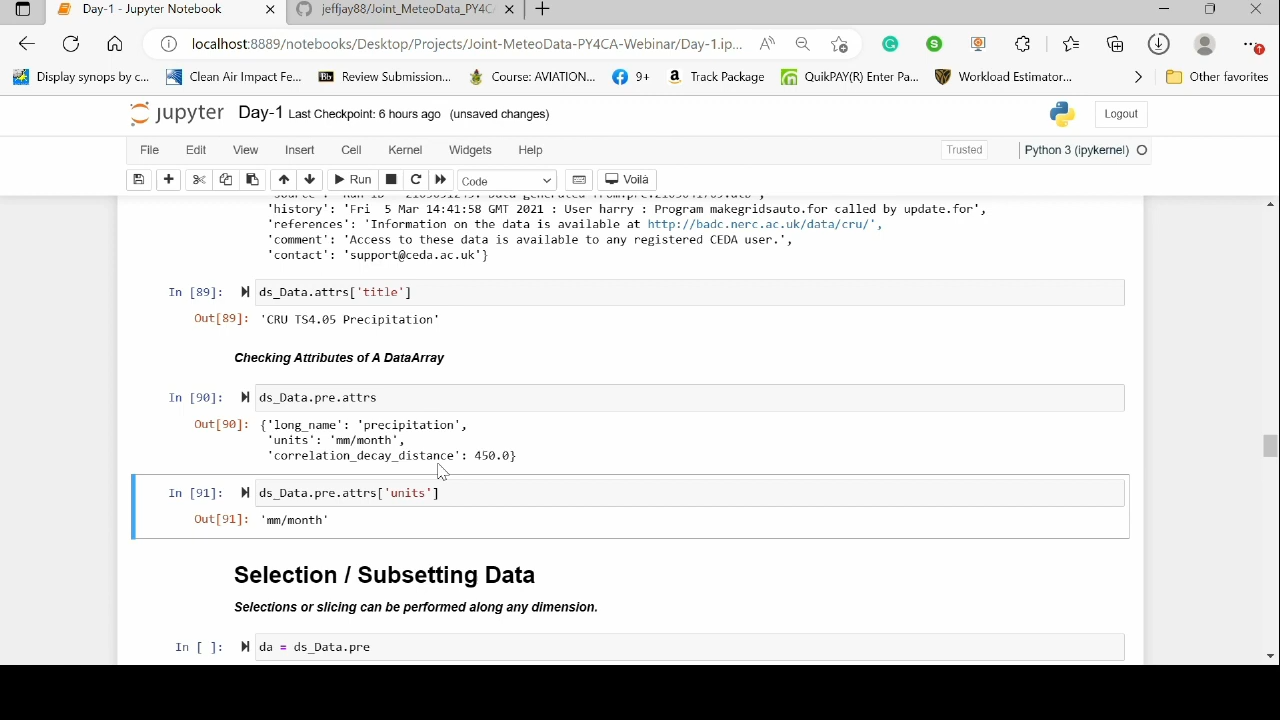 Day-1 - Jupyter Notebook
jeffjay88/Joint_MeteoData_PY4C
localhost:8889/notebooks/Desktop/Projects/Joint-MeteoData-PY4CA-Webinar/Day-1.ip...
Display synops by c...
Clean Air Impact Fe...
Bb Review Submission...
Course: AVIATION...
9+
a Track Package
QuikPAY(R) Enter Pa...
Workload Estimator...
Other favorites
jupyter Day-1 Last Checkpoint: 6 hours ago (unsaved changes)
Logout
File Edit View Insert Cell Kernel Widgets Help
Trusted
Python 3 (ipykernel)
Run
Code
Voilà
'history': 'Fri 5 Mar 14:41:58 GMT 2021 : User harry : Program makegridsauto.for called by update.for',
'references': 'Information on the data is available at http://badc.nerc.ac.uk/data/cru/',
'comment': 'Access to these data is available to any registered CEDA user.',
'contact': 'support@ceda.ac.uk'}
In [89]: ds_Data.attrs['title']
Out[89]: 'CRU TS4.05 Precipitation'
Checking Attributes of A DataArray
In [90]: ds_Data.pre.attrs
Out[90]: {'long_name': 'precipitation',
'units': 'mm/month',
'correlation_decay_distance': 450.0}
In [91]: ds_Data.pre.attrs['units']
Out[91]: 'mm/month'
Selection / Subsetting Data
Selections or slicing can be performed along any dimension.
In [ ]: da = ds_Data.pre